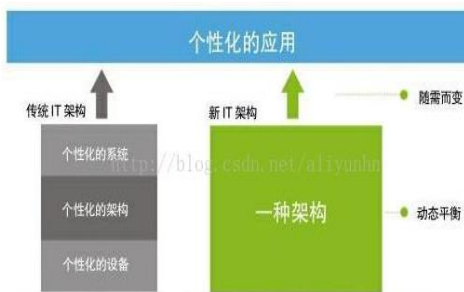 个性化的应用
随需而变
传统 IT 架构
新 IT 架构
个性化的系统
http://blog.csdn.net/aliyunhn
个性化的架构
一种架构
动态平衡
个性化的设备